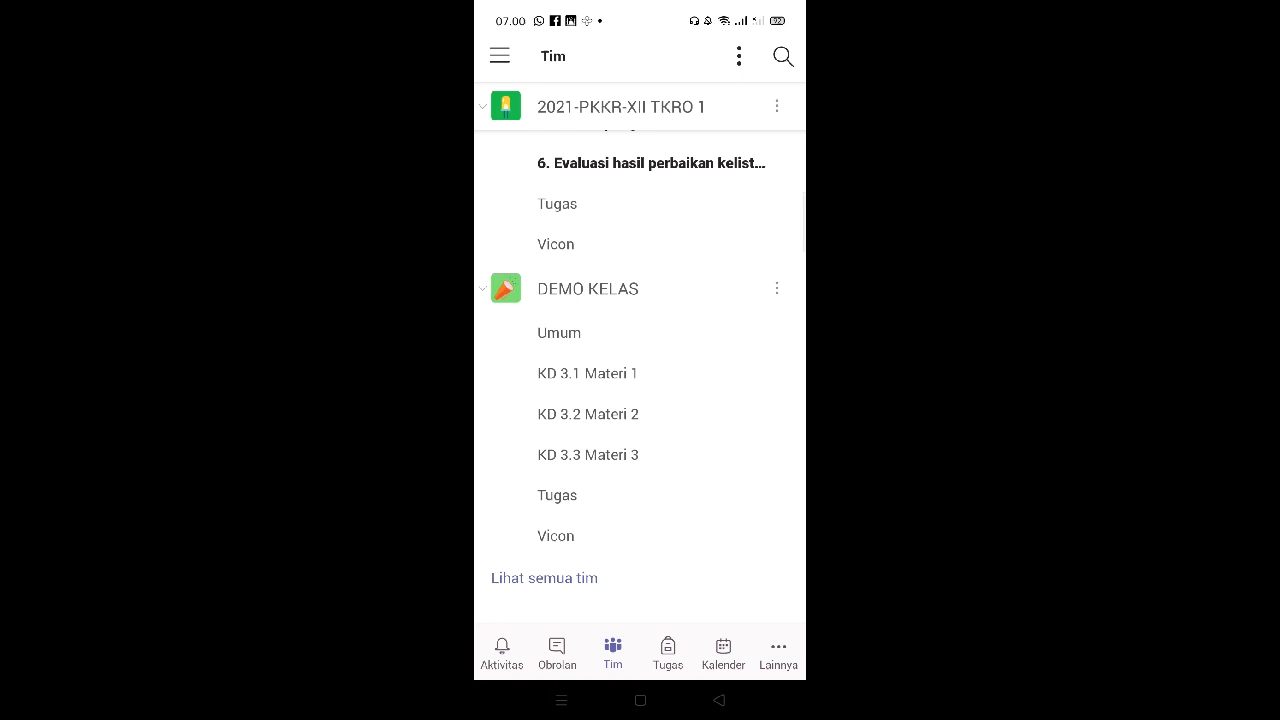 07.00
72
Tim
2021-PKKR-XII TKRO 1
6. Evaluasi hasil perbaikan kelist...
Tugas
Vicon
DEMO KELAS
Umum
KD 3.1 Materi 1
KD 3.2 Materi 2
KD 3.3 Materi 3
Tugas
Vicon
Lihat semua tim
Aktivitas Obrolan Tim Tugas Kalender Lainnya